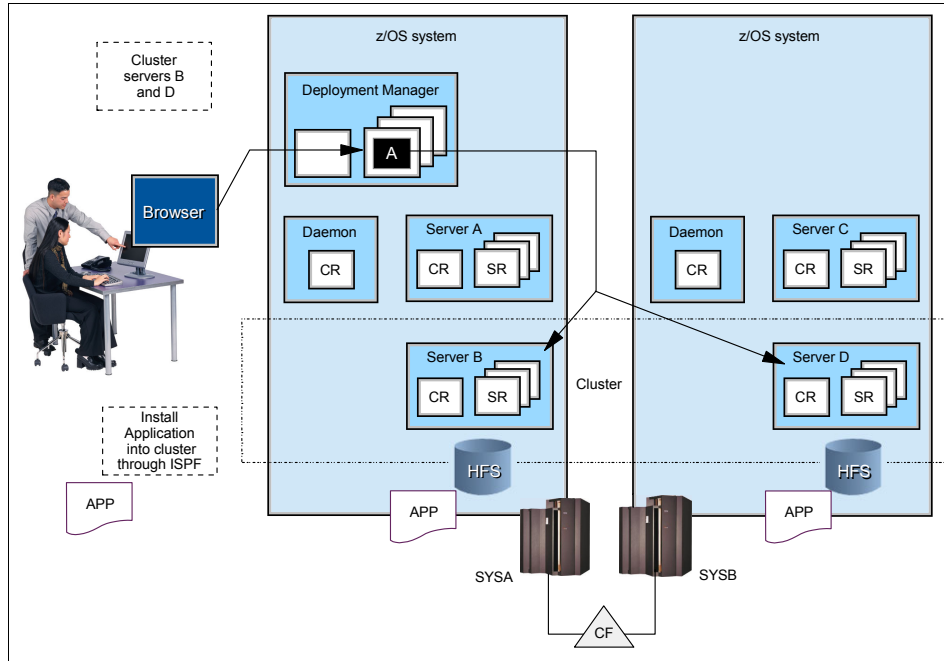 z/OS system
z/OS system
Cluster
servers B
and D
Deployment Manager
A
Browser
Daemon
CR
Server A
CR
SR
Daemon
CR
Server C
CR
SR
Server B
CR
SR
Cluster
Server D
CR
SR
Install
Application
into cluster
through ISPF
HFS
HFS
APP
APP
APP
SYSA
SYSB
CF